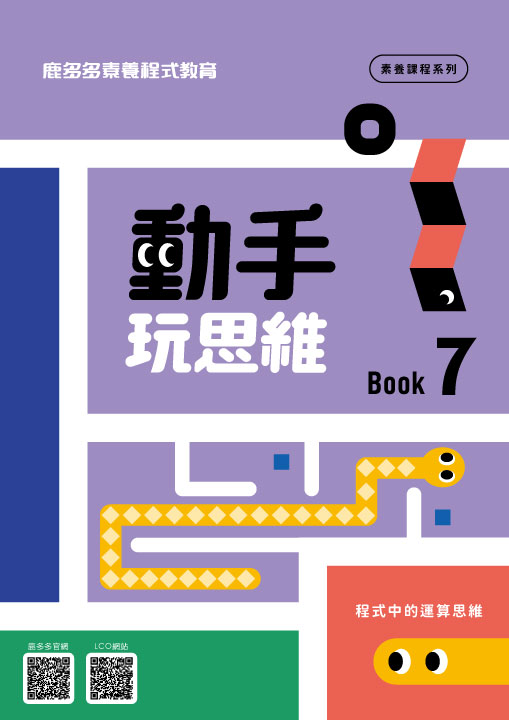 鹿多多素養程式教育
素養課程系列
動手
玩思維
Book 7
程式中的運算思維
鹿多多官網
LCO網站